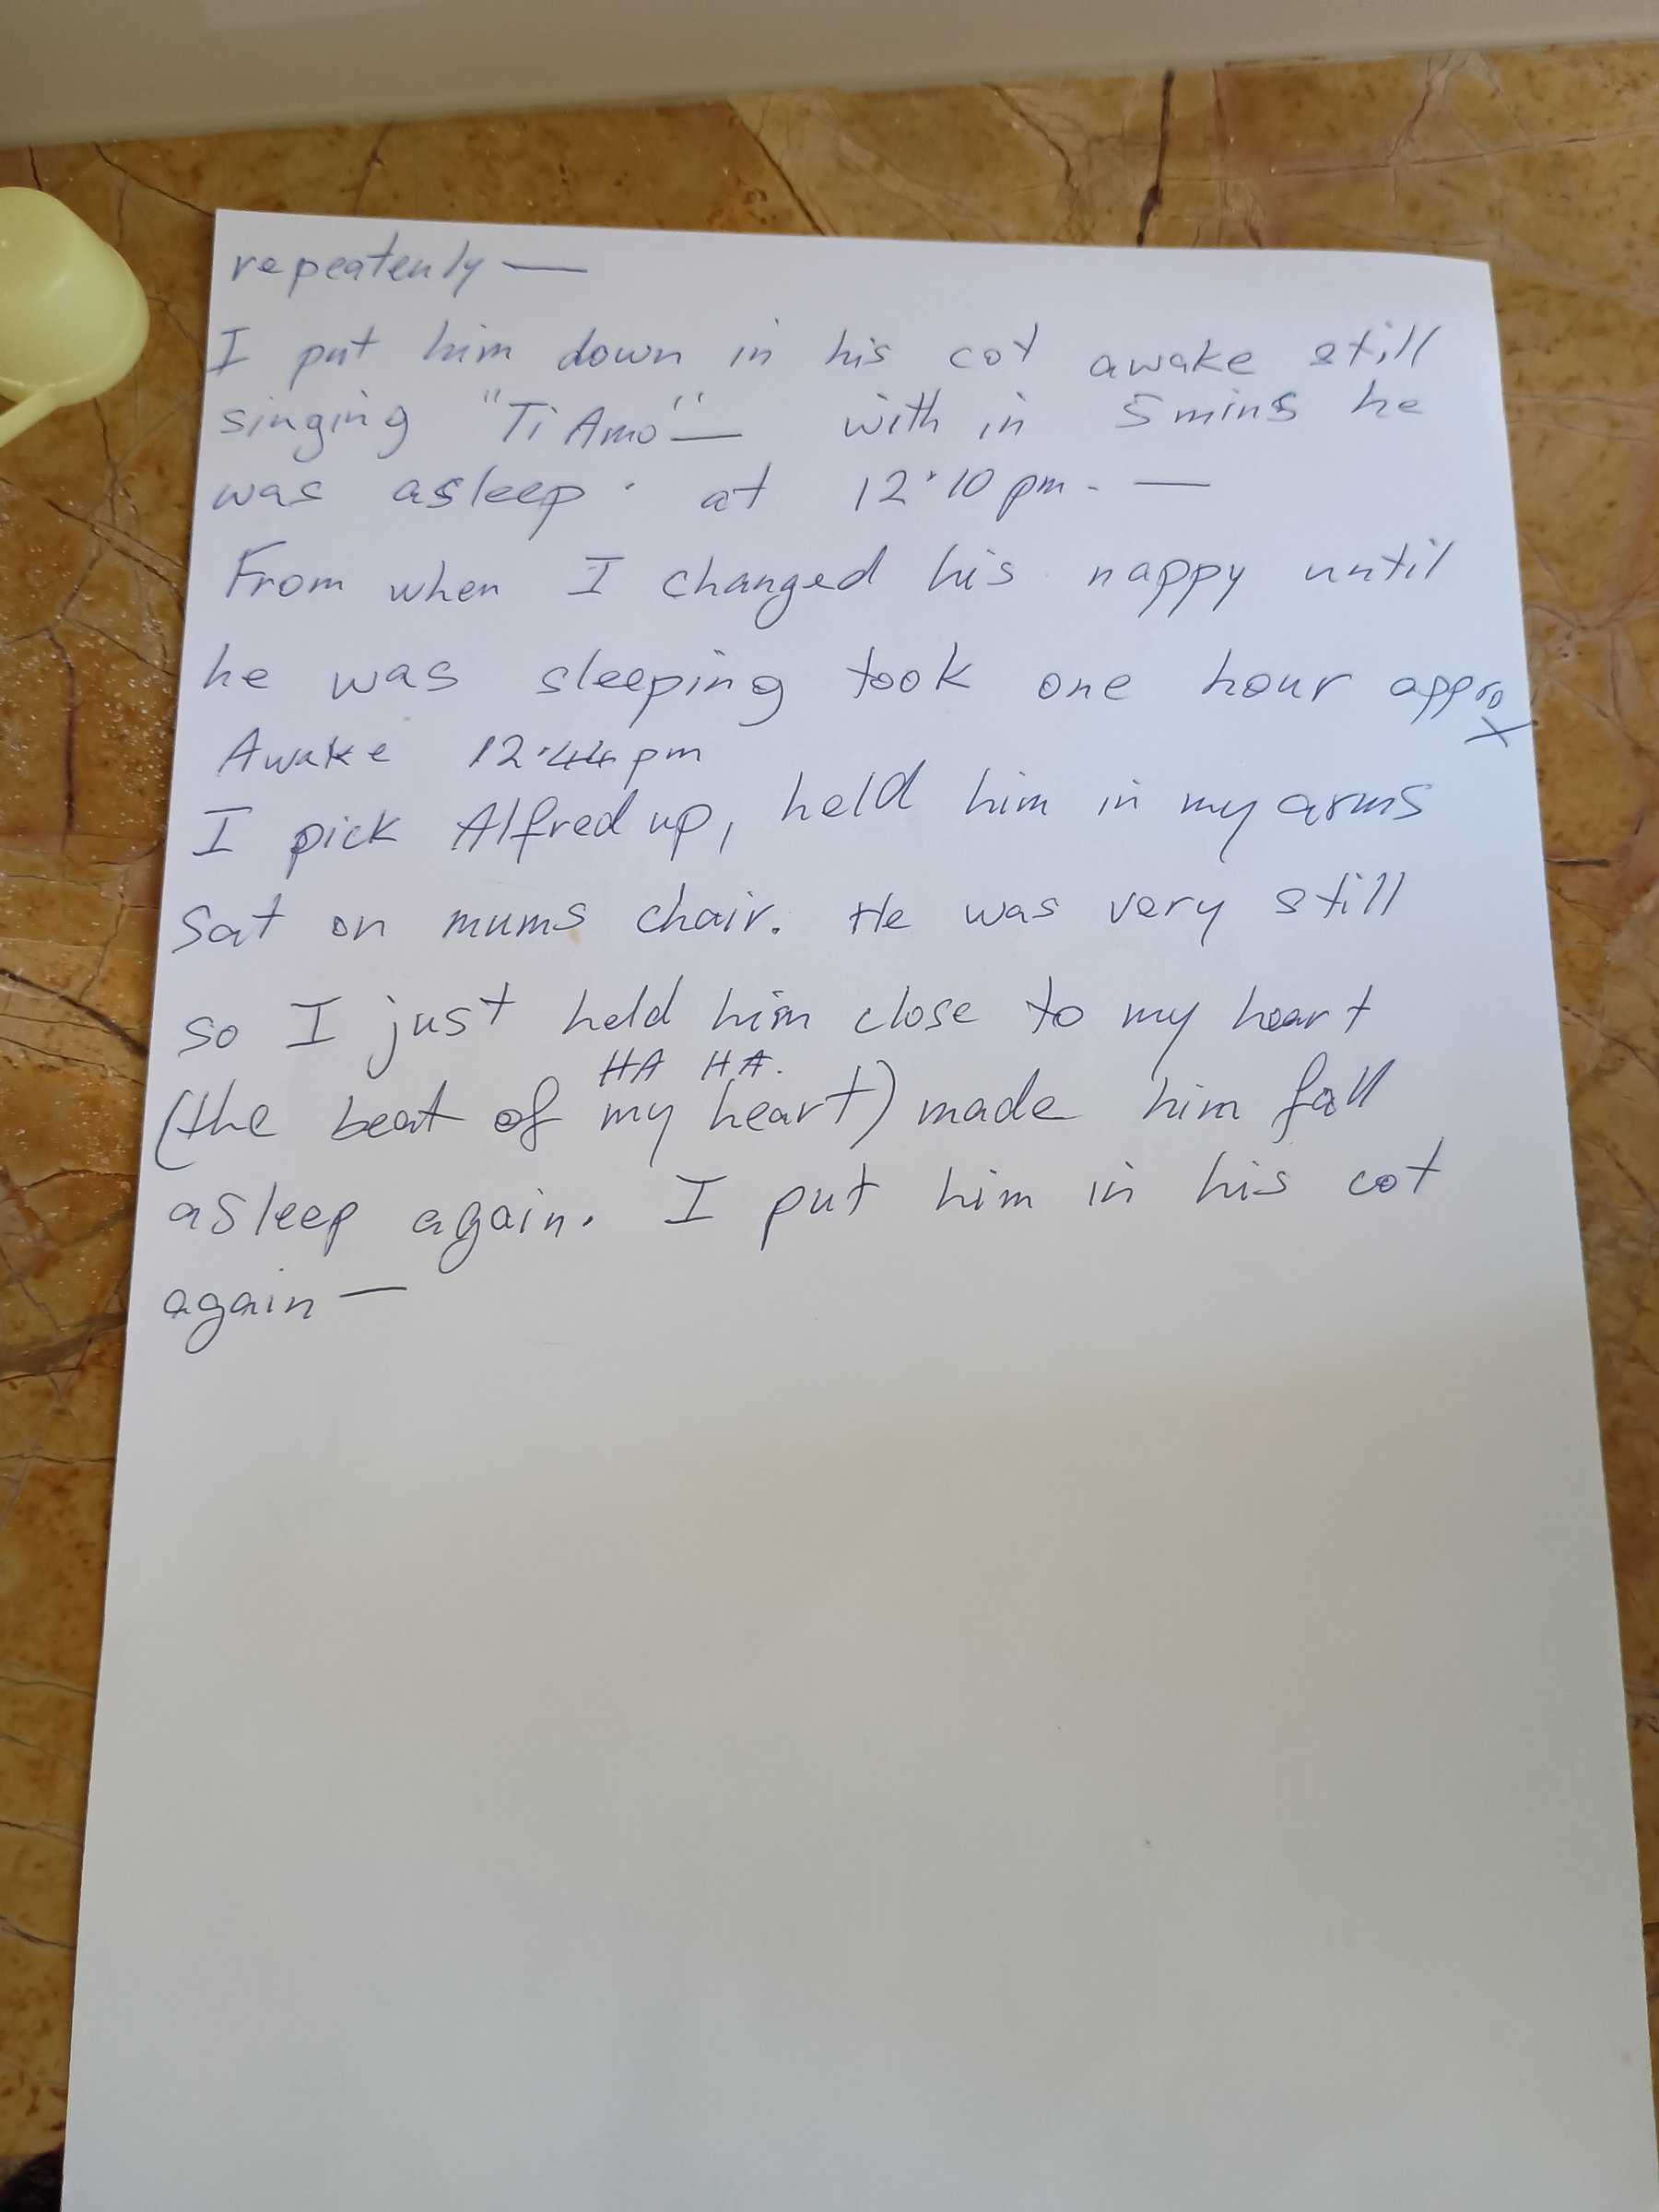 repeatenly —
I put him down in his cot awake still
singing "Ti Amo" — with in 5 mins he
was asleep. at 12.10 pm. —
From when I changed his nappy until
he was sleeping took one hour approx
Awake 12.44 pm
I pick Alfred up, held him in my arms
Sat on mums chair. He was very still
so I just held him close to my heart
HA HA.
(the beat of my heart) made him fall
asleep again. I put him in his cot
again —